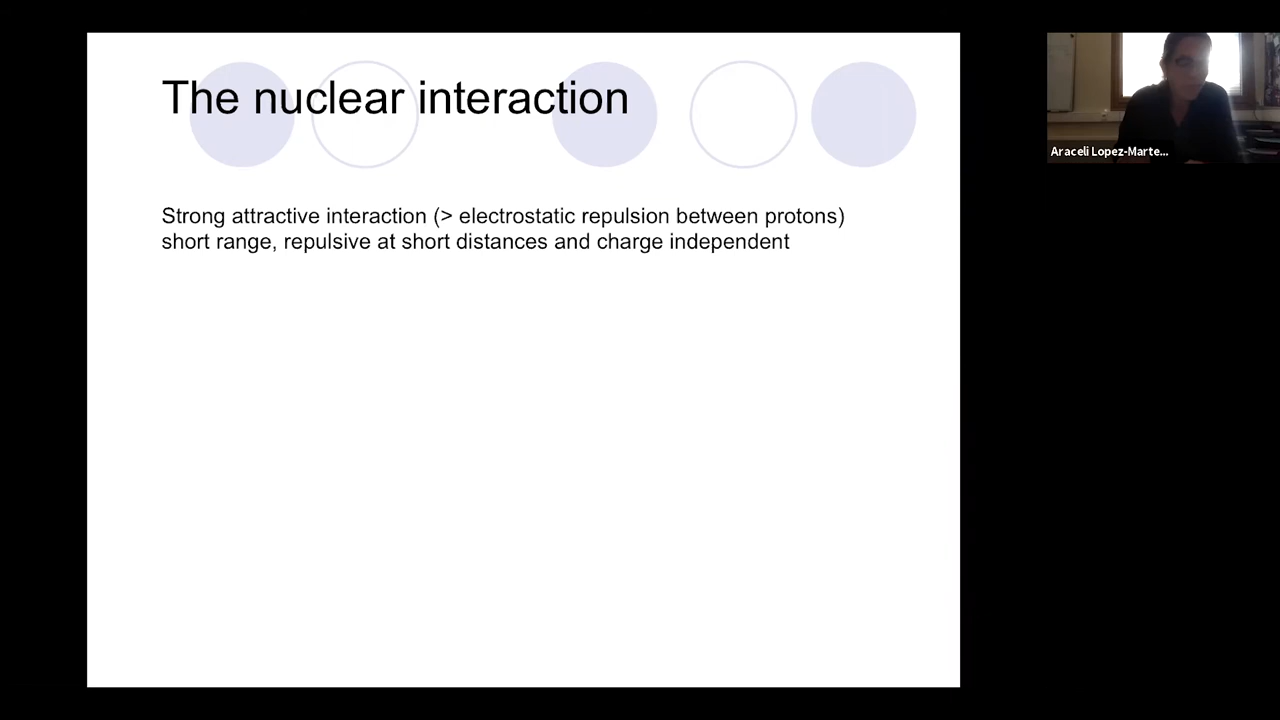 The nuclear interaction
Strong attractive interaction (> electrostatic repulsion between protons)
short range, repulsive at short distances and charge independent
Araceli Lopez-Marte...